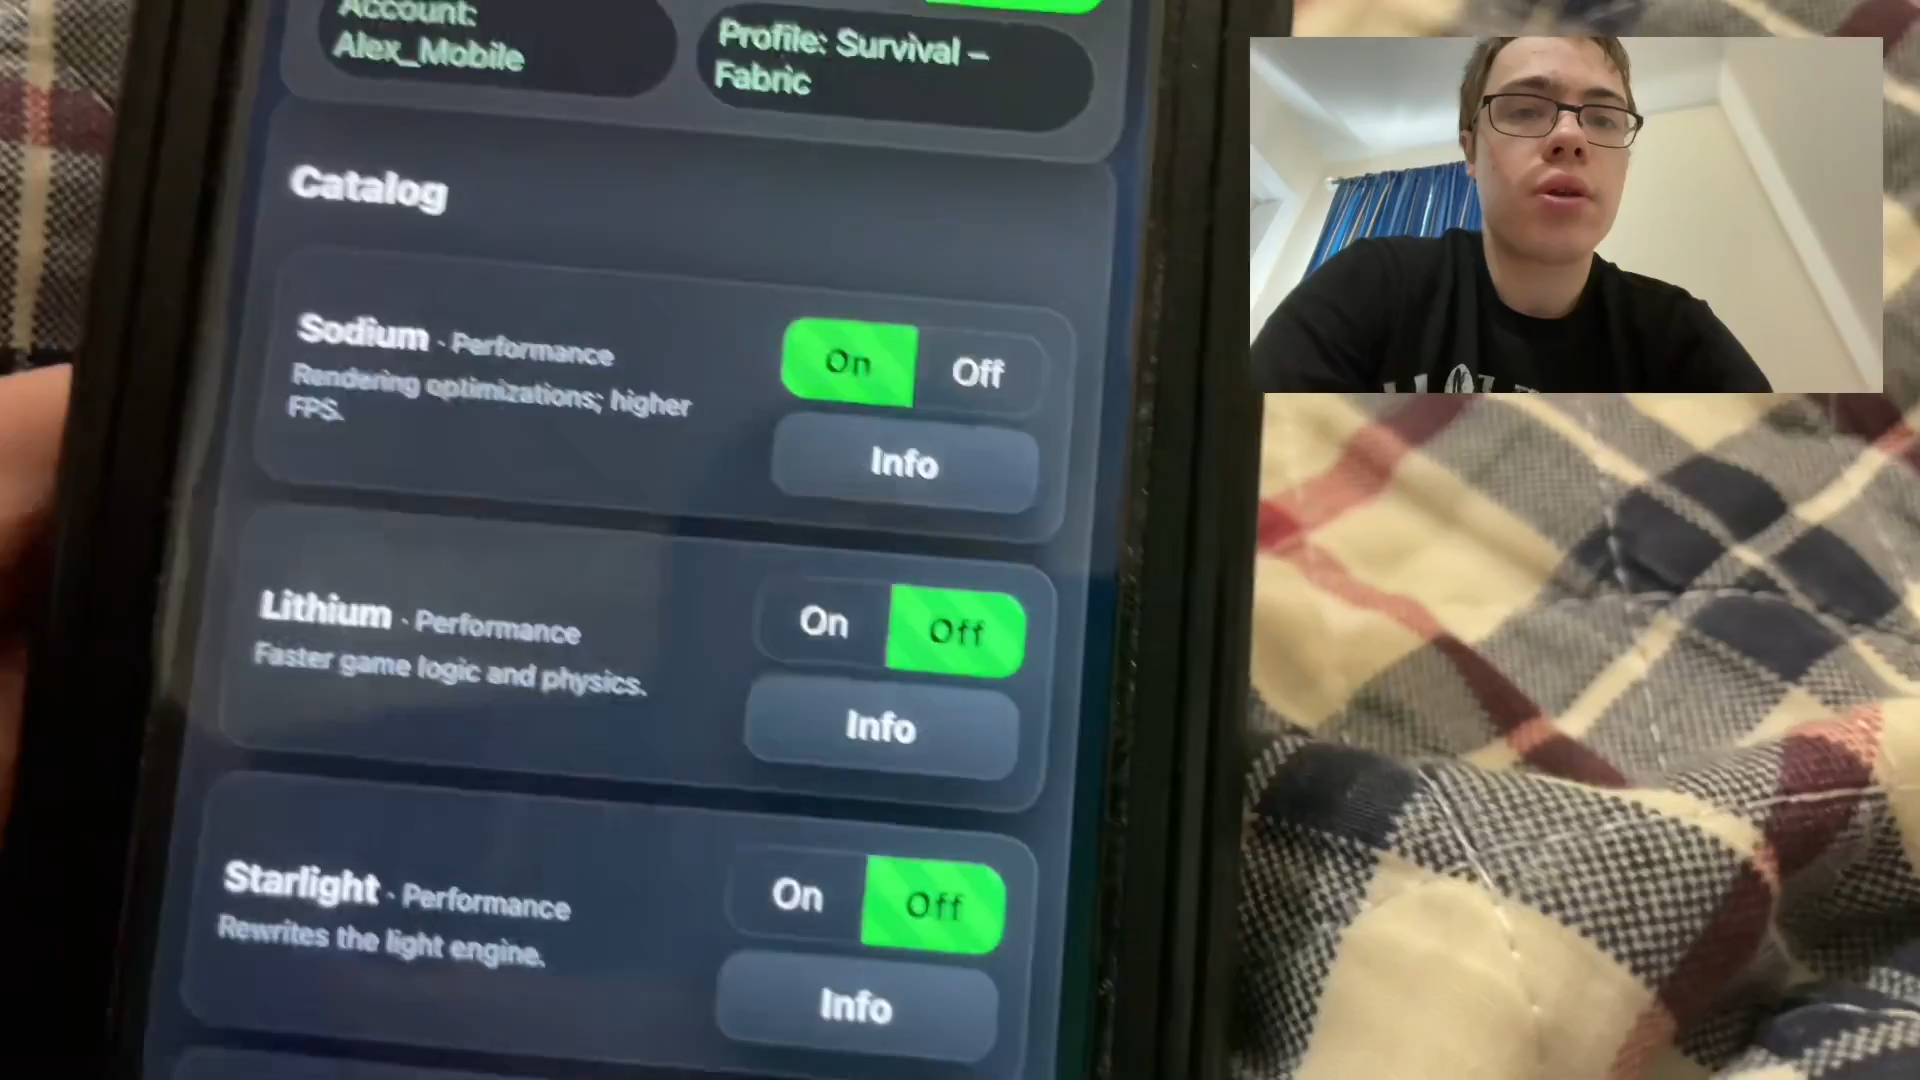 Account:
Alex_Mobile
Profile: Survival –
Fabric
Catalog
Sodium · Performance
Rendering optimizations; higher
FPS.
On
Off
Info
Lithium · Performance
Faster game logic and physics.
On
Off
Info
Starlight · Performance
Rewrites the light engine.
On
Off
Info